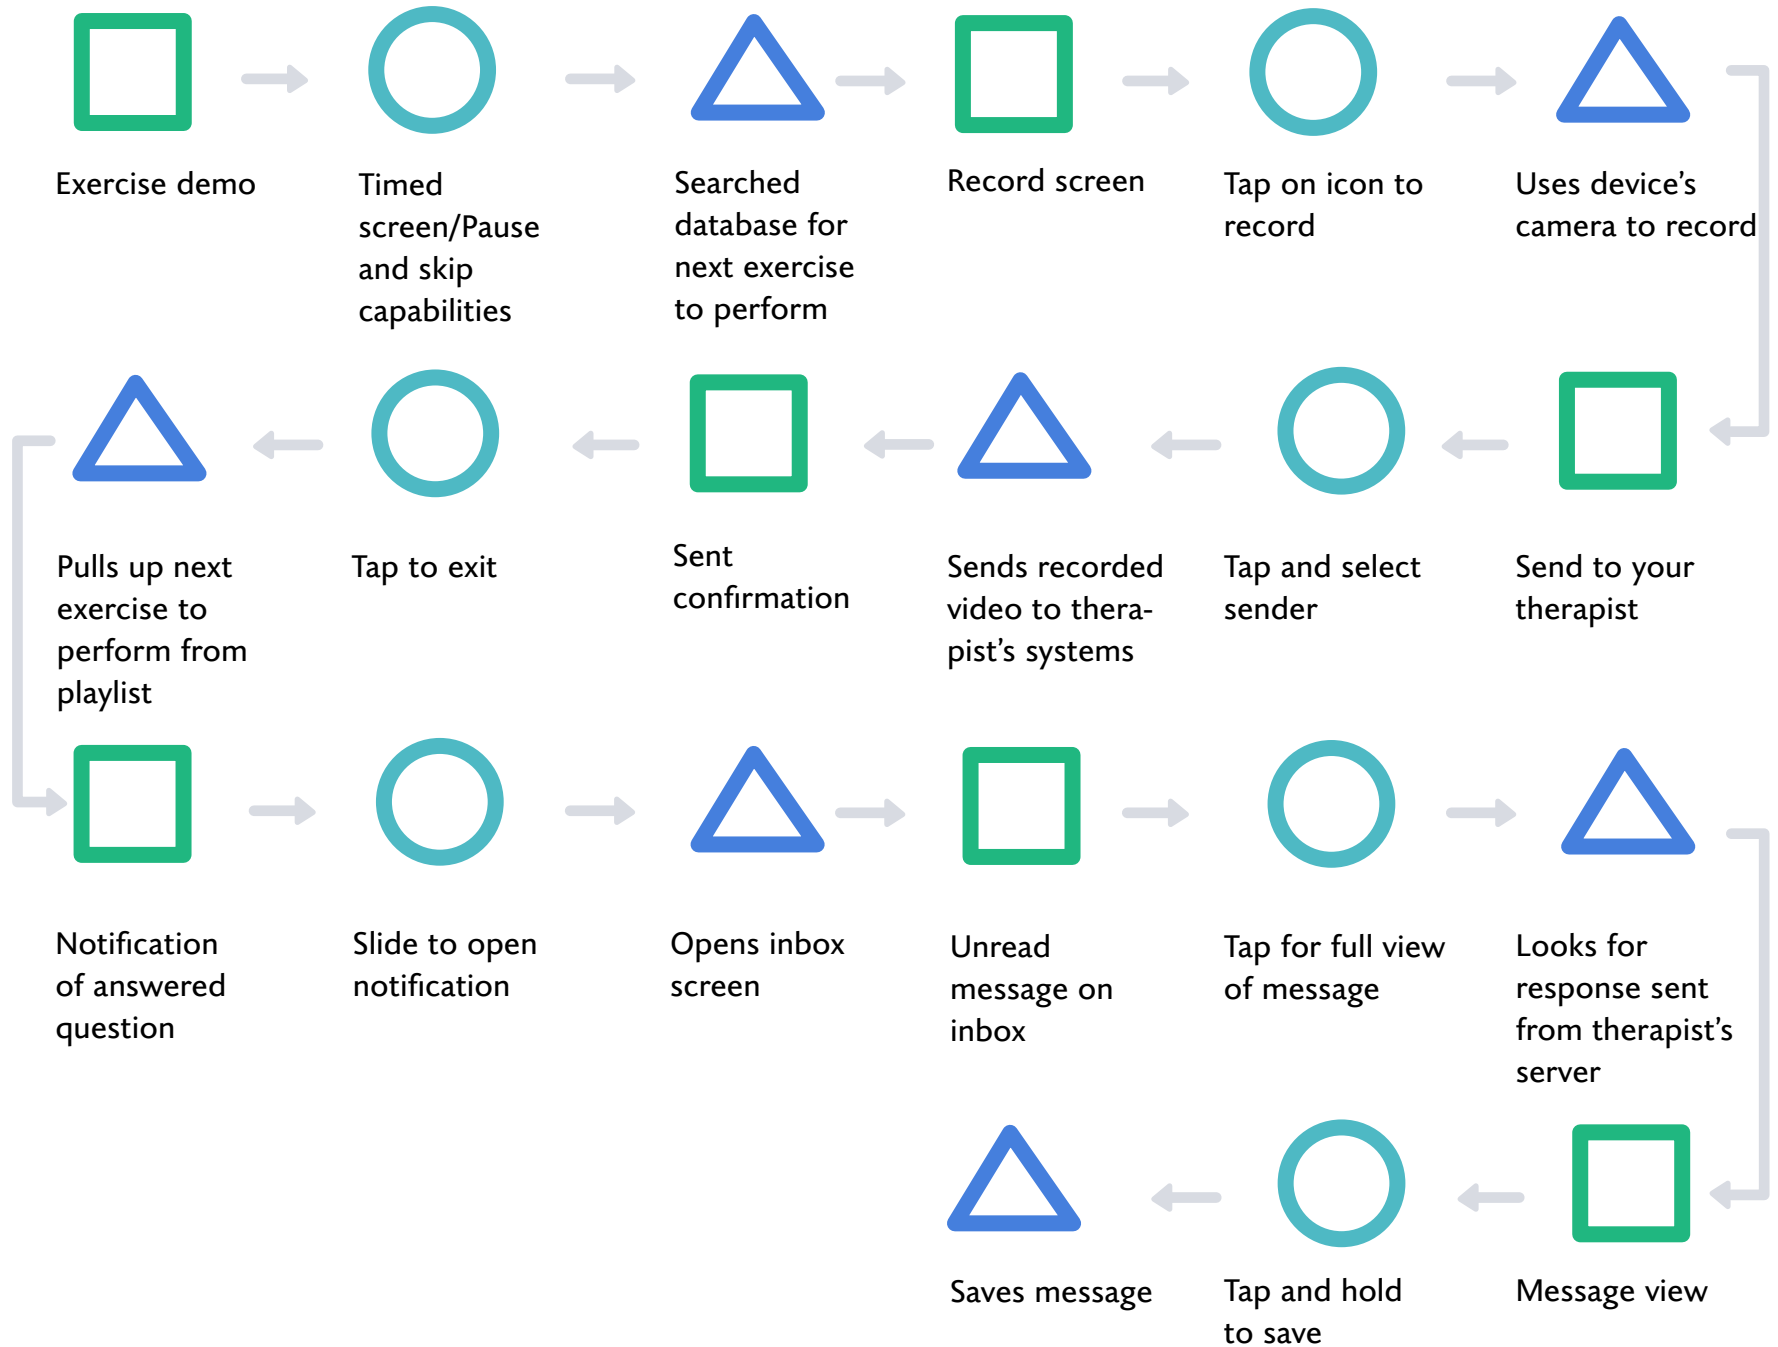 Exercise demo
Timed
screen/Pause
and skip
capabilities
Searched
database for
next exercise
to perform
Record screen
Tap on icon to
record
Uses device's
camera to record
Pulls up next
exercise to
perform from
playlist
Tap to exit
Sent
confirmation
Sends recorded
video to thera-
pist's systems
Tap and select
sender
Send to your
therapist
Notification
of answered
question
Slide to open
notification
Opens inbox
screen
Unread
message on
inbox
Tap for full view
of message
Looks for
response sent
from therapist's
server
Saves message
Tap and hold
to save
Message view